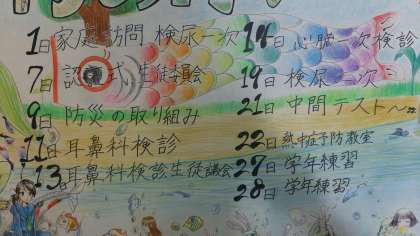 1日家庭訪問 検尿一次
7日 認証式 生徒総会
9日 防災の取り組み
11日 耳鼻科検診
13日 耳鼻科検診 生徒議会
14日 心臓一次検診
19日 検尿二次
21日 中間テスト～22
22日 熱中症予防教室
27日 学年練習
28日 学年練習